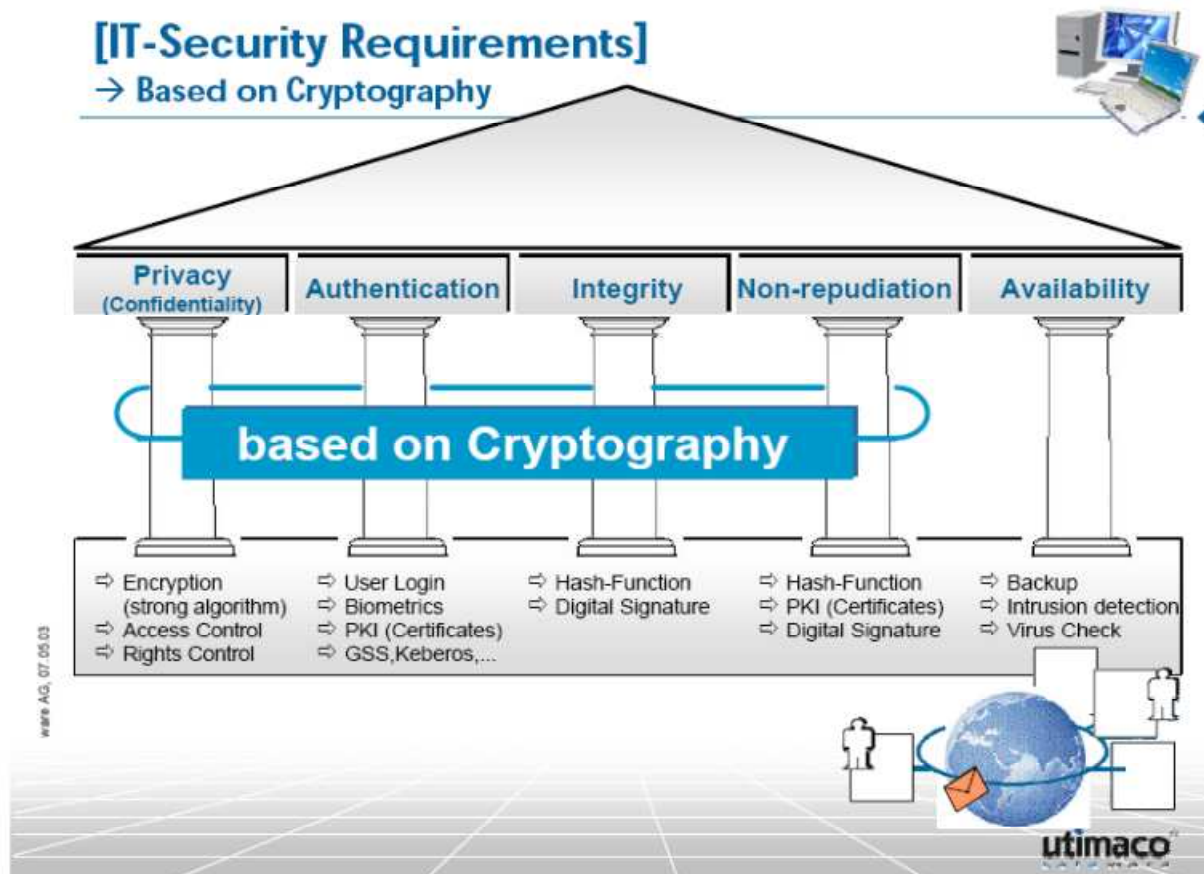 [IT-Security Requirements]
→ Based on Cryptography
Privacy
(Confidentiality)
Authentication
Integrity
Non-repudiation
Availability
based on Cryptography
⇨ Encryption
(strong algorithm)
⇨ Access Control
⇨ Rights Control
⇨ User Login
⇨ Biometrics
⇨ PKI (Certificates)
⇨ GSS,Keberos,...
⇨ Hash-Function
⇨ Digital Signature
⇨ Hash-Function
⇨ PKI (Certificates)
⇨ Digital Signature
⇨ Backup
⇨ Intrusion detection
⇨ Virus Check
ware AG, 07.05.03
utimaco